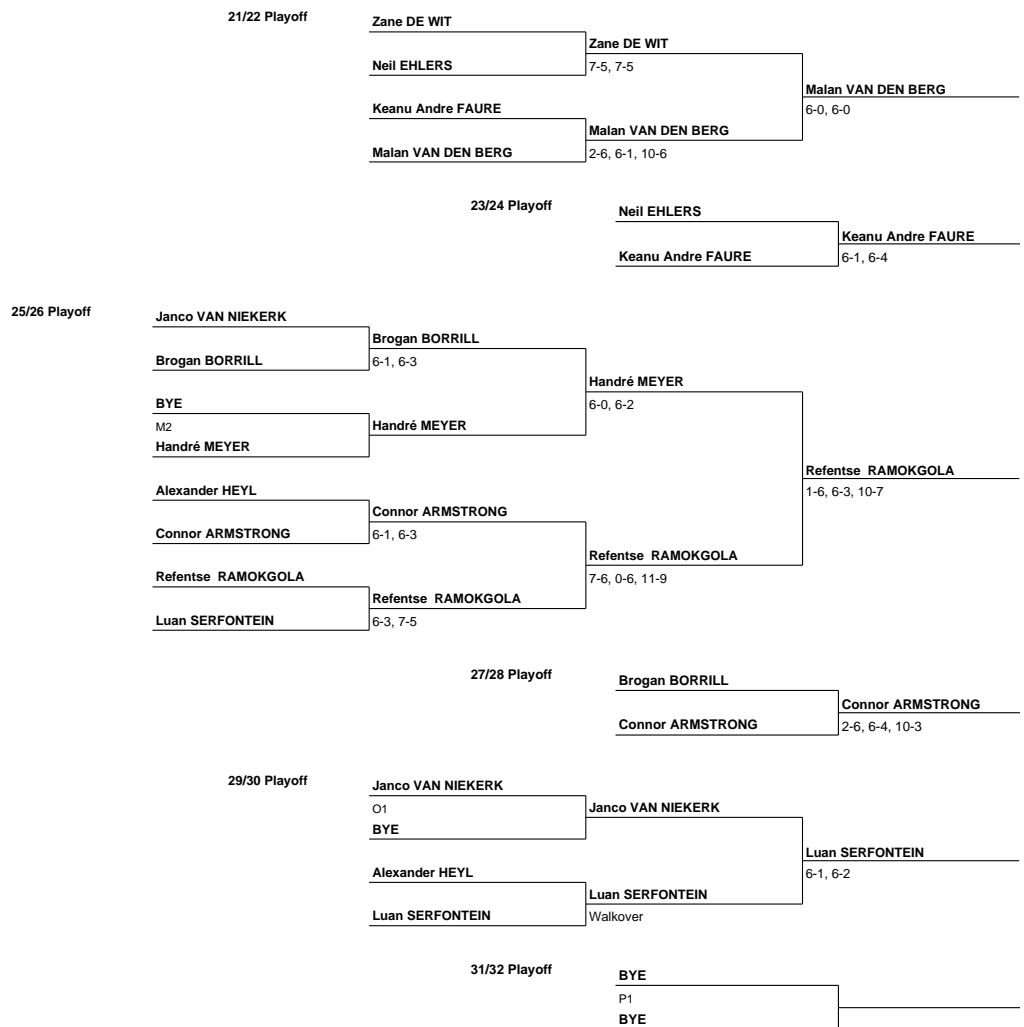 21/22 Playoff
Zane DE WIT
Zane DE WIT
Neil EHLERS
7-5, 7-5
Malan VAN DEN BERG
6-0, 6-0
Keanu Andre FAURE
Malan VAN DEN BERG
Malan VAN DEN BERG
2-6, 6-1, 10-6
23/24 Playoff
Neil EHLERS
Keanu Andre FAURE
Keanu Andre FAURE
6-1, 6-4
25/26 Playoff
Janco VAN NIEKERK
Brogan BORRILL
Brogan BORRILL
6-1, 6-3
Handré MEYER
6-0, 6-2
BYE
M2
Handré MEYER
Handré MEYER
Refentse RAMOKGOLA
1-6, 6-3, 10-7
Alexander HEYL
Connor ARMSTRONG
Connor ARMSTRONG
6-1, 6-3
Refentse RAMOKGOLA
7-6, 0-6, 11-9
Refentse RAMOKGOLA
Refentse RAMOKGOLA
Luan SERFONTEIN
6-3, 7-5
27/28 Playoff
Brogan BORRILL
Connor ARMSTRONG
Connor ARMSTRONG
2-6, 6-4, 10-3
29/30 Playoff
Janco VAN NIEKERK
O1
Janco VAN NIEKERK
BYE
Luan SERFONTEIN
6-1, 6-2
Alexander HEYL
Luan SERFONTEIN
Luan SERFONTEIN
Walkover
31/32 Playoff
BYE
P1
BYE